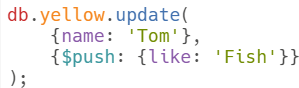 db.yellow.update(
    {name: 'Tom'},
    {$push: {like: 'Fish'}}
);